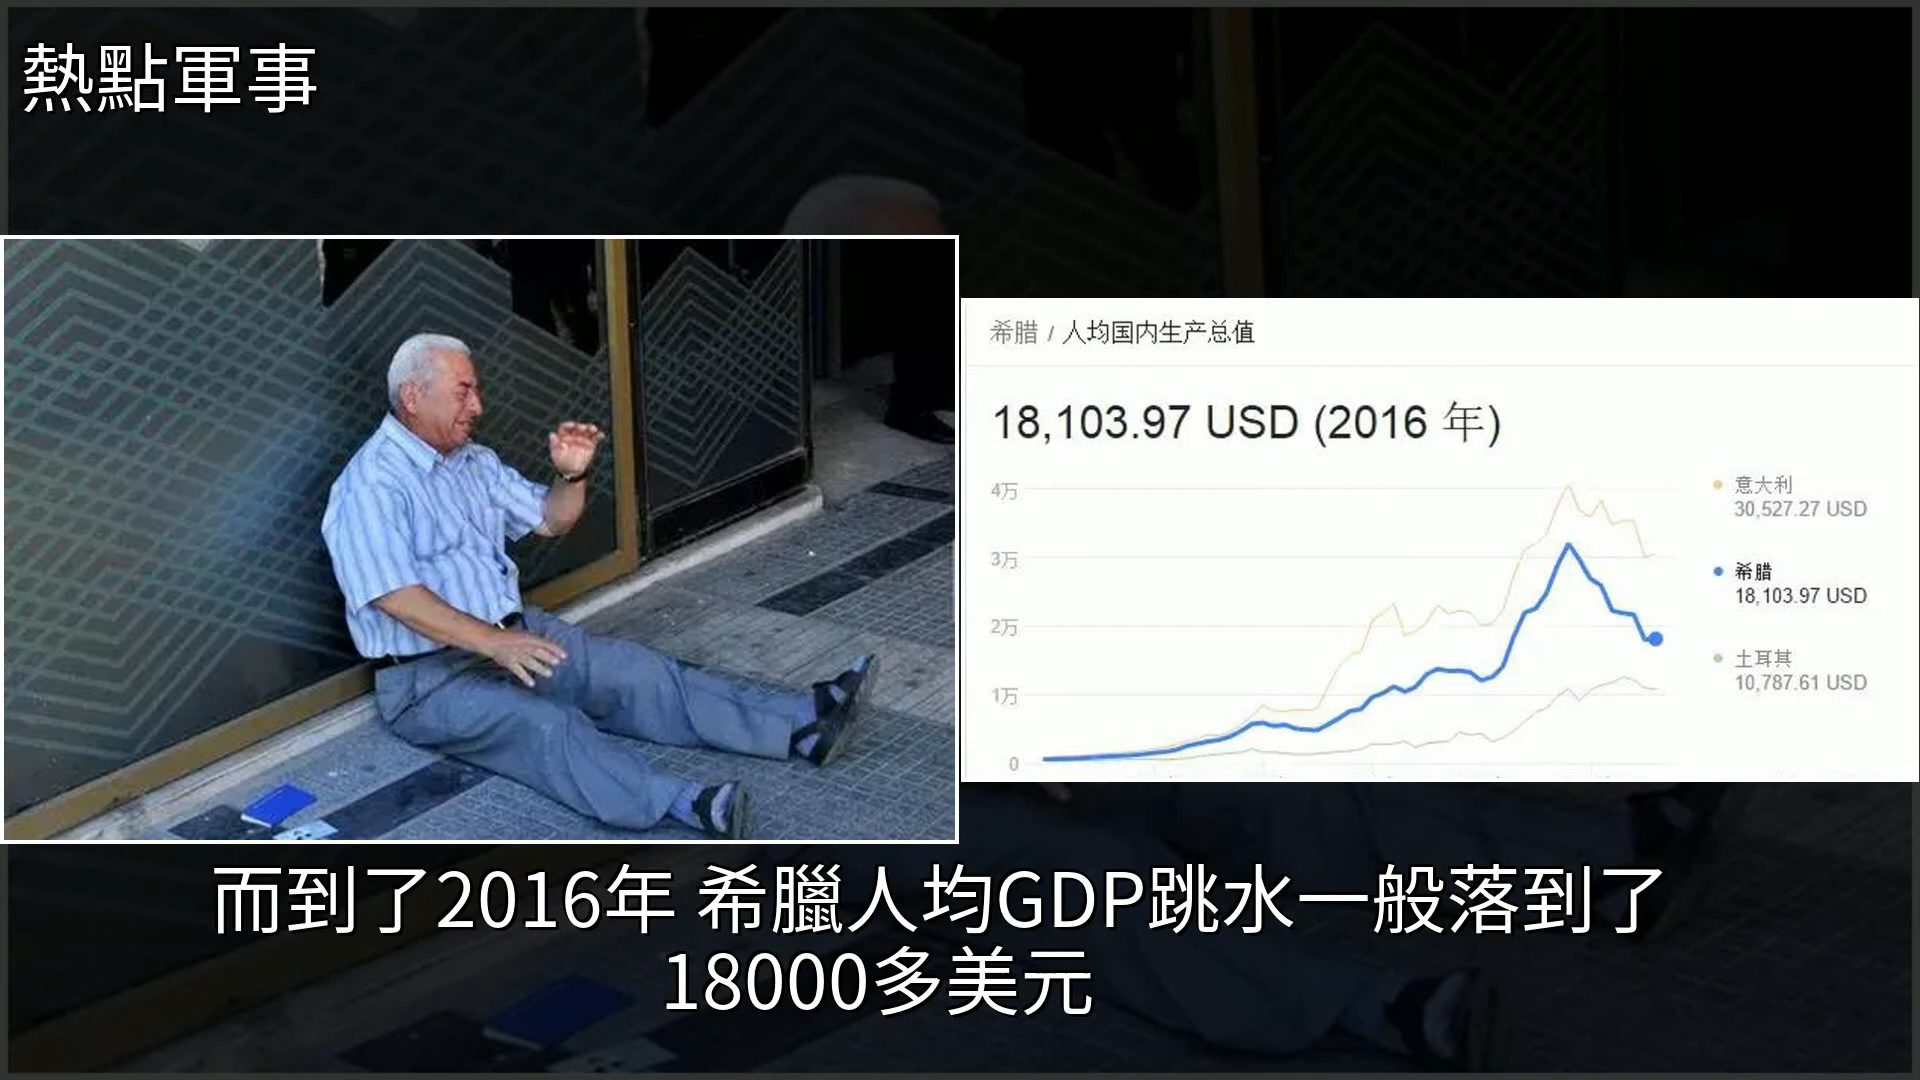 熱點軍事
希腊 / 人均国内生产总值
18,103.97 USD (2016 年)
4万
3万
2万
1万
0
意大利
30,527.27 USD
希腊
18,103.97 USD
土耳其
10,787.61 USD
而到了2016年 希臘人均GDP跳水一般落到了
18000多美元